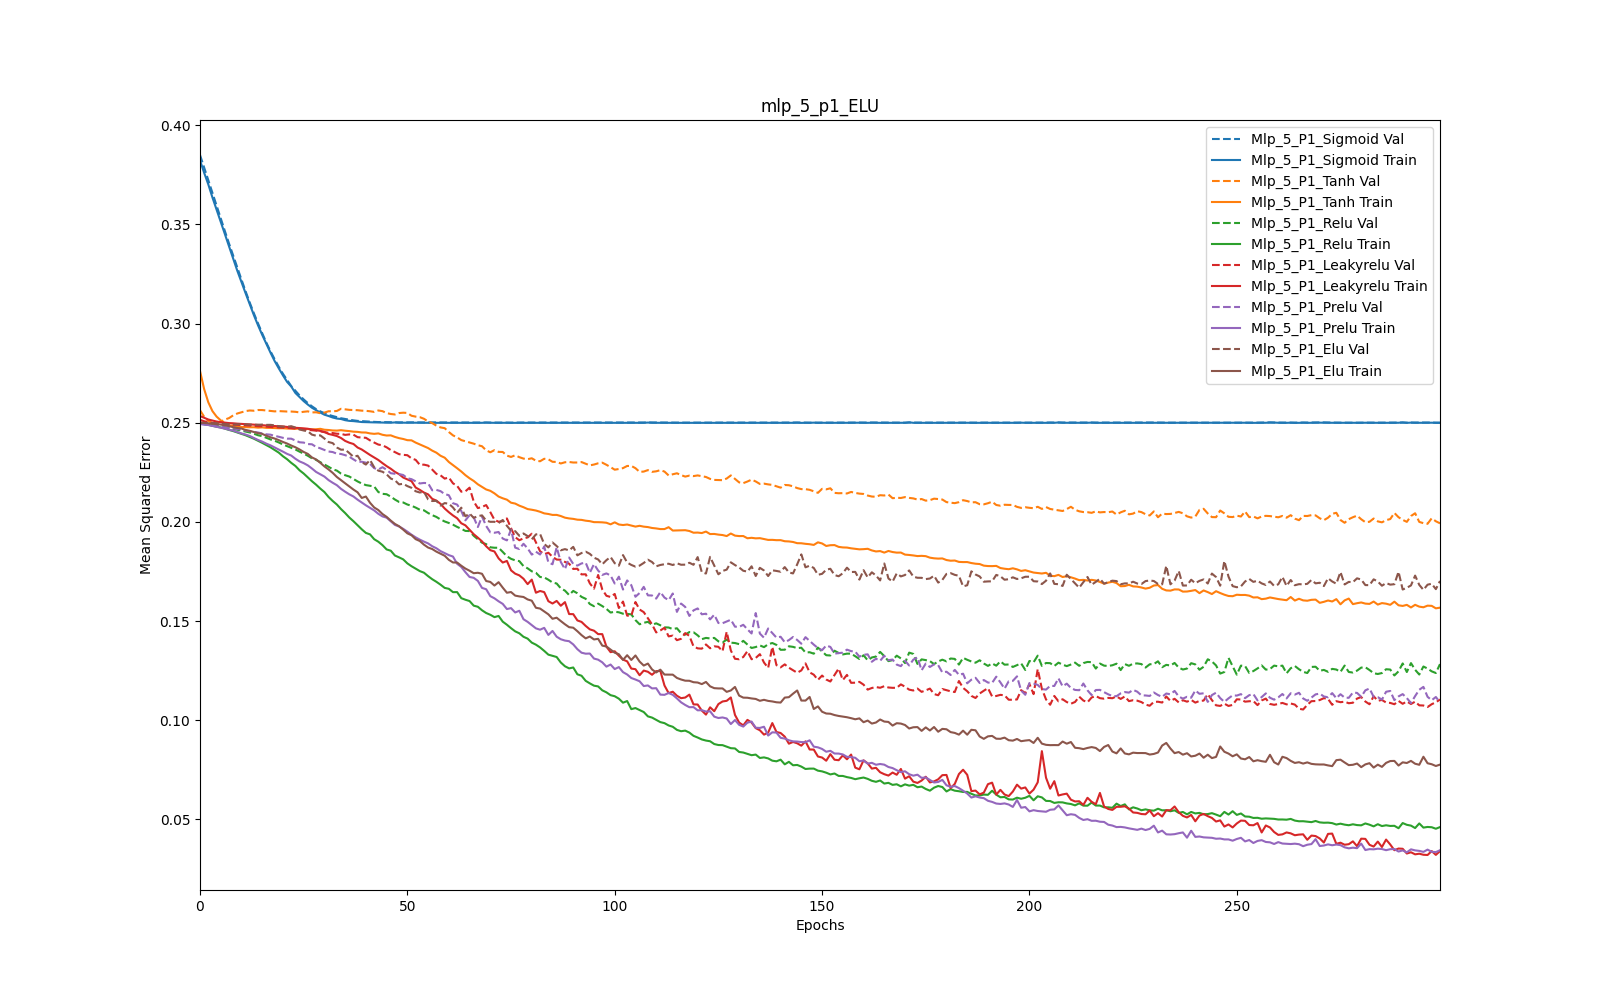 mlp_5_p1_ELU
Mean Squared Error
0.40
0.35
0.30
0.25
0.20
0.15
0.10
0.05
Mlp_5_P1_Sigmoid Val
Mlp_5_P1_Sigmoid Train
Mlp_5_P1_Tanh Val
Mlp_5_P1_Tanh Train
Mlp_5_P1_Relu Val
Mlp_5_P1_Relu Train
Mlp_5_P1_Leakyrelu Val
Mlp_5_P1_Leakyrelu Train
Mlp_5_P1_Prelu Val
Mlp_5_P1_Prelu Train
Mlp_5_P1_Elu Val
Mlp_5_P1_Elu Train
0 50 100 150 200 250
Epochs